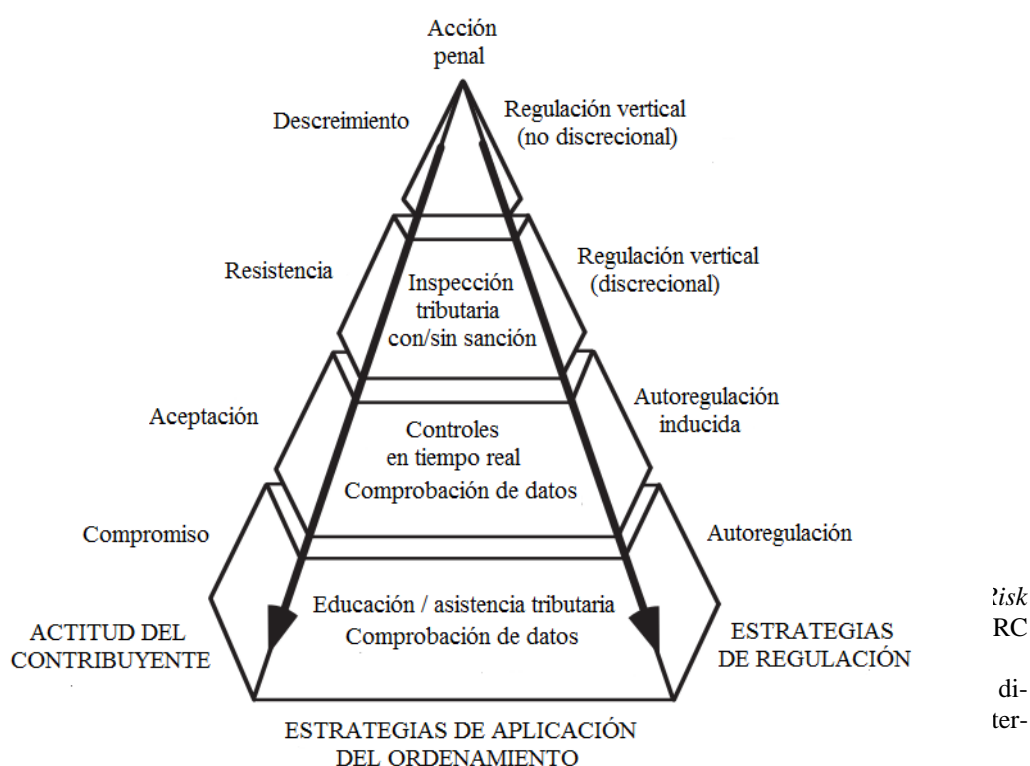 Acción
penal
Descreimiento
Regulación vertical
(no discrecional)
Resistencia
Regulación vertical
(discrecional)
Inspección
tributaria
con/sin sanción
Aceptación
Autoregulación
inducida
Controles
en tiempo real
Comprobación de datos
Compromiso
Autoregulación
Educación / asistencia tributaria
Comprobación de datos
ACTITUD DEL
CONTRIBUYENTE
ESTRATEGIAS
DE REGULACIÓN
ESTRATEGIAS DE APLICACIÓN
DEL ORDENAMIENTO
RC
di-
ter-